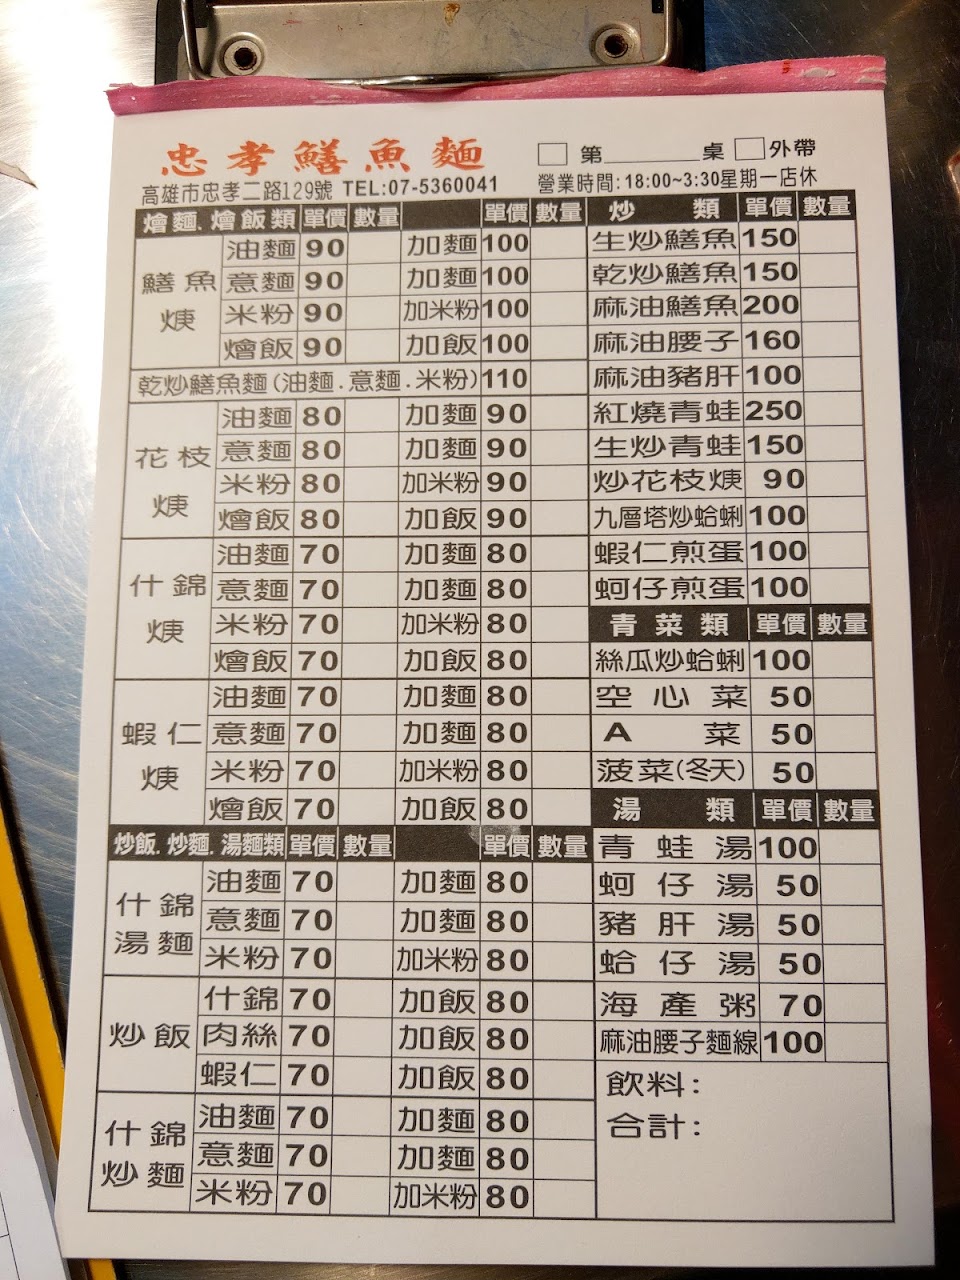 忠孝鱔魚麵
□ 第______桌 □外帶
高雄市忠孝二路129號 TEL:07-5360041
營業時間:18:00~3:30星期一店休
燴麵.燴飯類 單價 數量 單價 數量
鱔魚焿
油麵 90 加麵 100
意麵 90 加麵 100
米粉 90 加米粉 100
燴飯 90 加飯 100
乾炒鱔魚麵(油麵.意麵.米粉) 110
花枝焿
油麵 80 加麵 90
意麵 80 加麵 90
米粉 80 加米粉 90
燴飯 80 加飯 90
什錦焿
油麵 70 加麵 80
意麵 70 加麵 80
米粉 70 加米粉 80
燴飯 70 加飯 80
蝦仁焿
油麵 70 加麵 80
意麵 70 加麵 80
米粉 70 加米粉 80
燴飯 70 加飯 80
炒飯.炒麵.湯麵類 單價 數量 單價 數量
什錦湯麵
油麵 70 加麵 80
意麵 70 加麵 80
米粉 70 加米粉 80
炒飯
什錦 70 加飯 80
肉絲 70 加飯 80
蝦仁 70 加飯 80
什錦炒麵
油麵 70 加麵 80
意麵 70 加麵 80
米粉 70 加米粉 80
炒類 單價 數量
生炒鱔魚 150
乾炒鱔魚 150
麻油鱔魚 200
麻油腰子 160
麻油豬肝 100
紅燒青蛙 250
生炒青蛙 150
炒花枝焿 90
九層塔炒蛤蜊 100
蝦仁煎蛋 100
蚵仔煎蛋 100
青菜類 單價 數量
絲瓜炒蛤蜊 100
空心菜 50
A菜 50
菠菜(冬天) 50
湯類 單價 數量
青蛙湯 100
蚵仔湯 50
豬肝湯 50
蛤仔湯 50
海產粥 70
麻油腰子麵線 100
飲料:
合計: